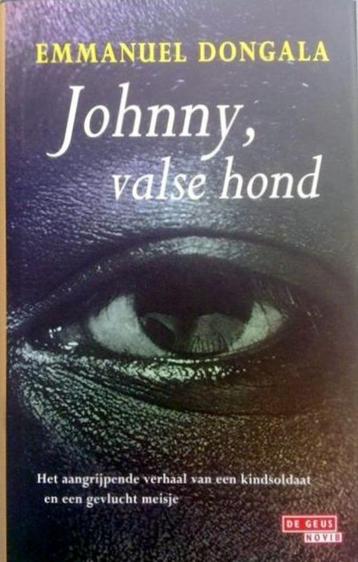 EMMANUEL DONGALA
Johnny,
valse hond
Het aangrijpende verhaal van een kindsoldaat
en een gevlucht meisje
DE GEUS
NOVIB